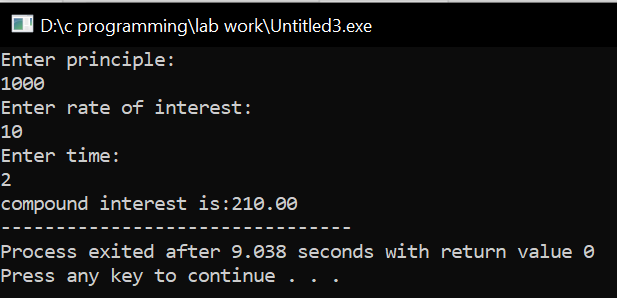 D:\c programming\lab work\Untitled3.exe
Enter principle:
1000
Enter rate of interest:
10
Enter time:
2
compound interest is:210.00
--------------------------------
Process exited after 9.038 seconds with return value 0
Press any key to continue . . .